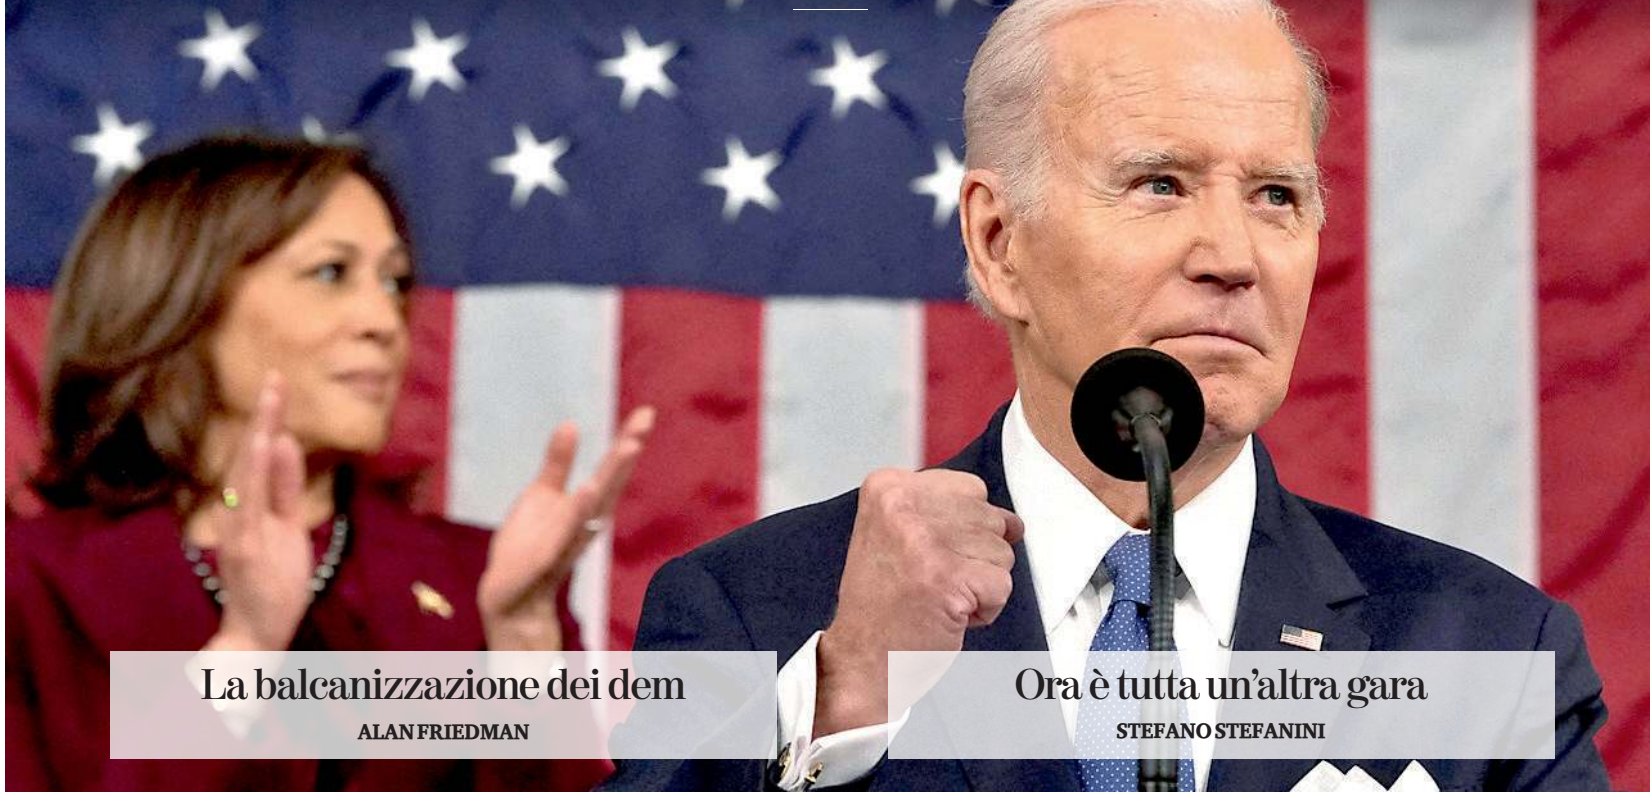 La balcanizzazione dei dem
ALAN FRIEDMAN
Ora è tutta un'altra gara
STEFANO STEFANINI